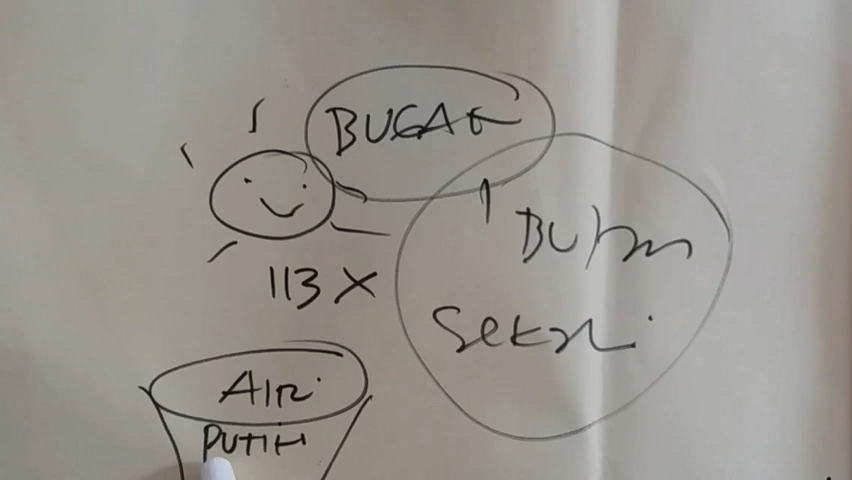 BUGAR
1 Bulan
Sekali
113 X
AIR
PUTIH